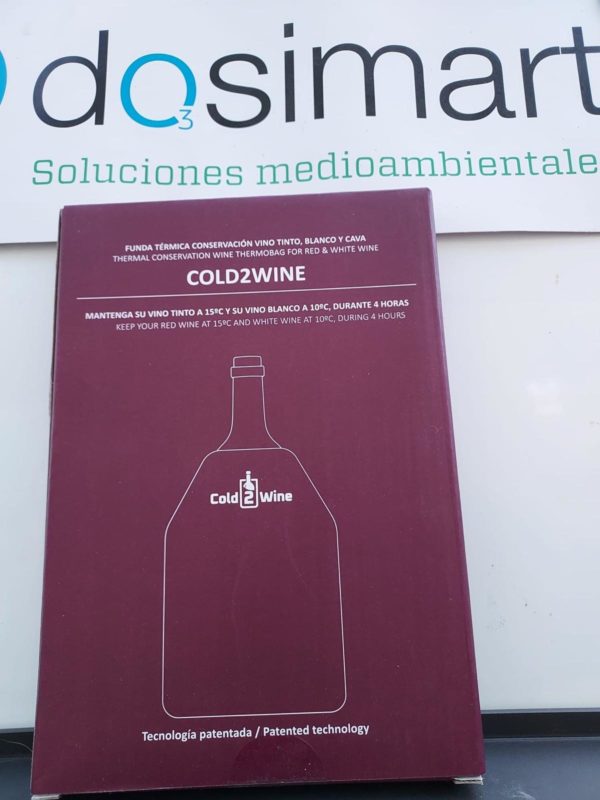 do3simart
Soluciones medioambientale
FUNDA TÉRMICA CONSERVACIÓN VINO TINTO, BLANCO Y CAVA
THERMAL CONSERVATION WINE THERMOBAG FOR RED & WHITE WINE
COLD2WINE
MANTENGA SU VINO TINTO A 15ºC Y SU VINO BLANCO A 10ºC, DURANTE 4 HORAS
KEEP YOUR RED WINE AT 15ºC AND WHITE WINE AT 10ºC, DURING 4 HOURS
Cold 2 Wine
Tecnología patentada / Patented technology